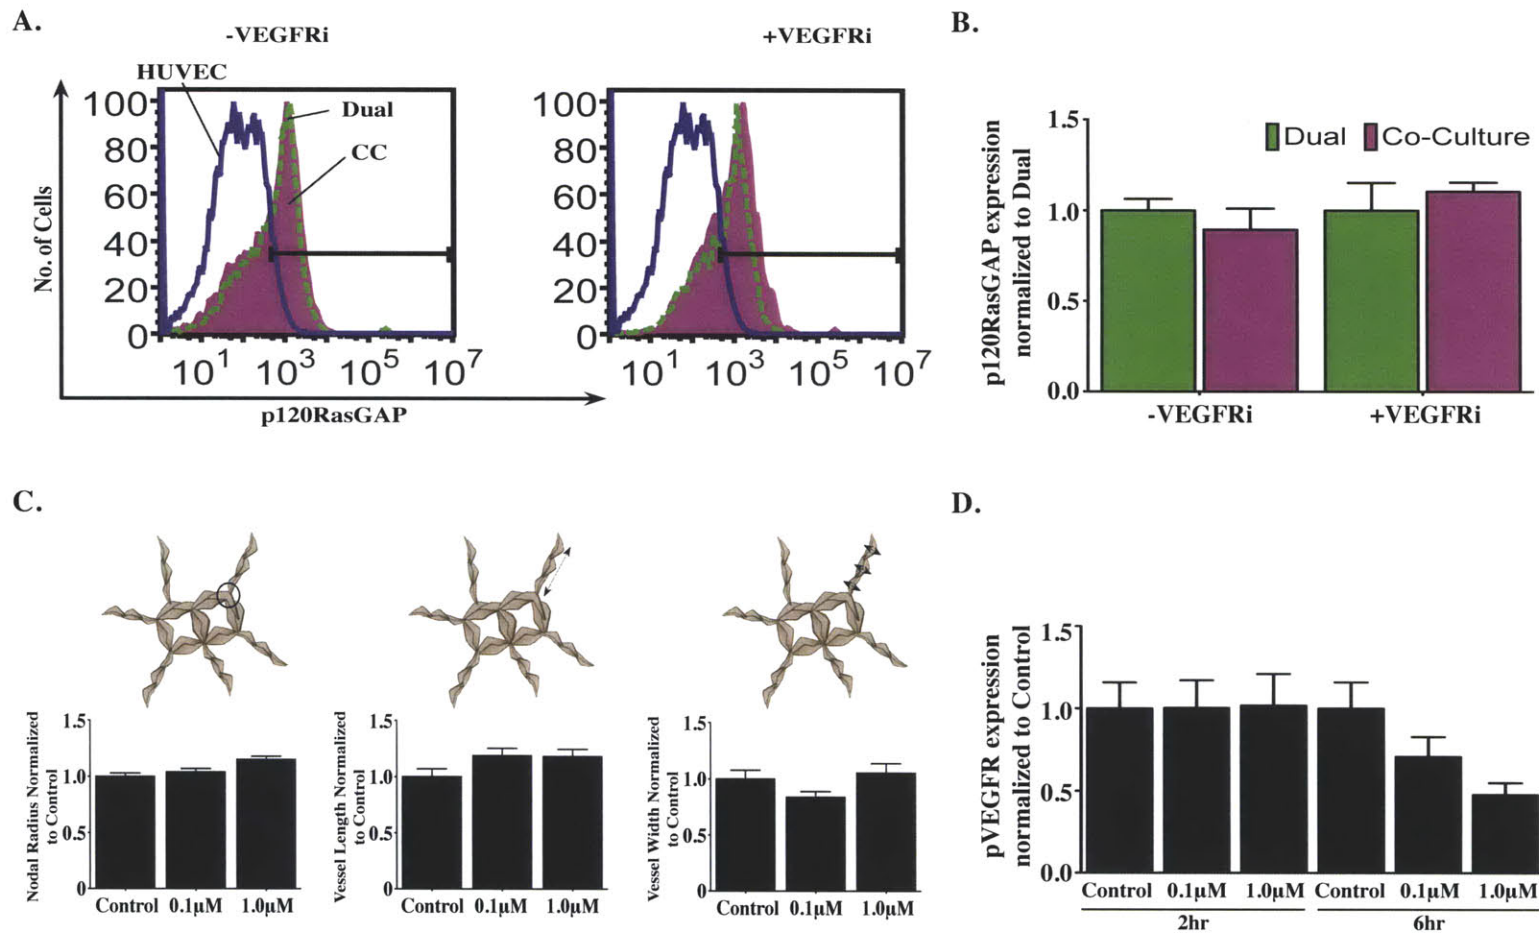 A.
-VEGFRi
+VEGFRi
HUVEC
Dual
CC
No. of Cells
100
80
60
40
20
0
10^1 10^3 10^5 10^7
100
80
60
40
20
0
10^1 10^3 10^5 10^7
p120RasGAP
B.
p120RasGAP expression
normalized to Dual
1.5
1.0
0.5
0.0
Dual Co-Culture
-VEGFRi +VEGFRi
C.
Nodal Radius Normalized
to Control
1.5
1.0
0.5
0
Control 0.1µM 1.0µM
Vessel Length Normalized
to Control
1.5
1.0
0.5
0
Control 0.1µM 1.0µM
Vessel Width Normalized
to Control
1.5
1.0
0.5
0
Control 0.1µM 1.0µM
D.
pVEGFR expression
normalized to Control
1.5
1.0
0.5
0.0
Control 0.1µM 1.0µM Control 0.1µM 1.0µM
2hr 6hr